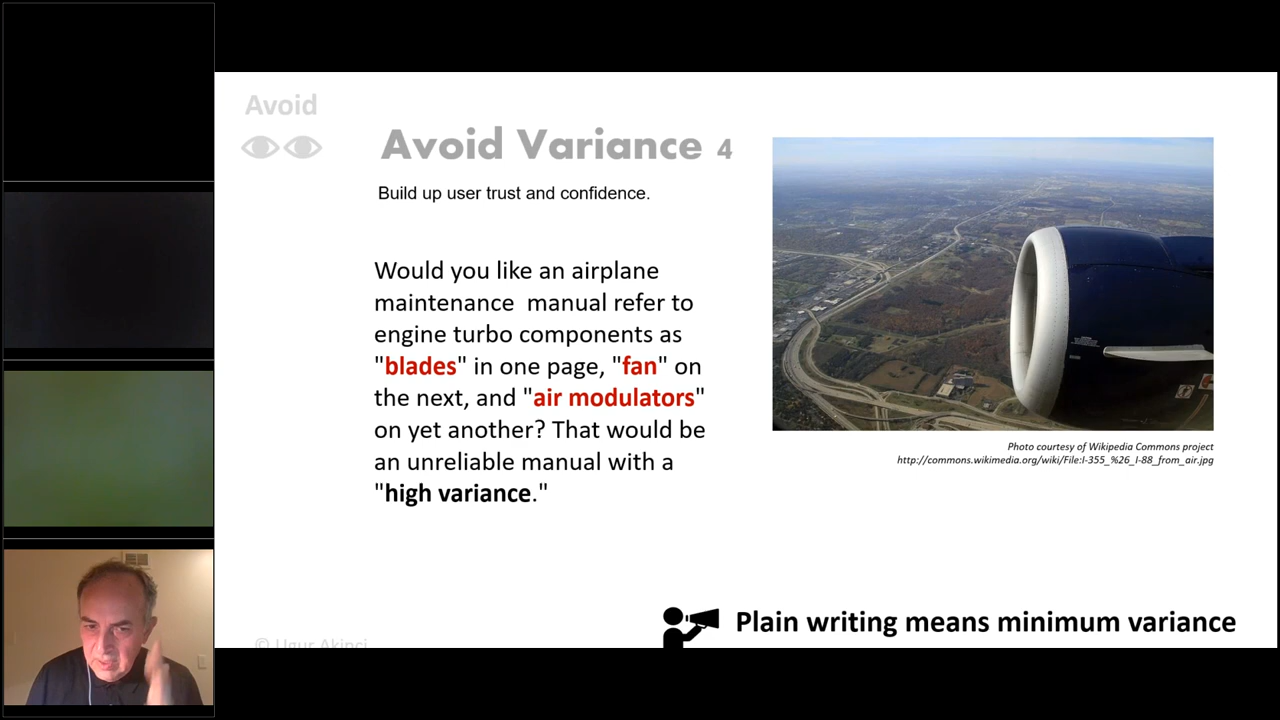 Avoid
Avoid Variance 4
Build up user trust and confidence.
Would you like an airplane
maintenance manual refer to
engine turbo components as
"blades" in one page, "fan" on
the next, and "air modulators"
on yet another? That would be
an unreliable manual with a
"high variance."
Photo courtesy of Wikipedia Commons project
http://commons.wikimedia.org/wiki/File:I-355_%26_I-88_from_air.jpg
Plain writing means minimum variance
© Ugur Akinci